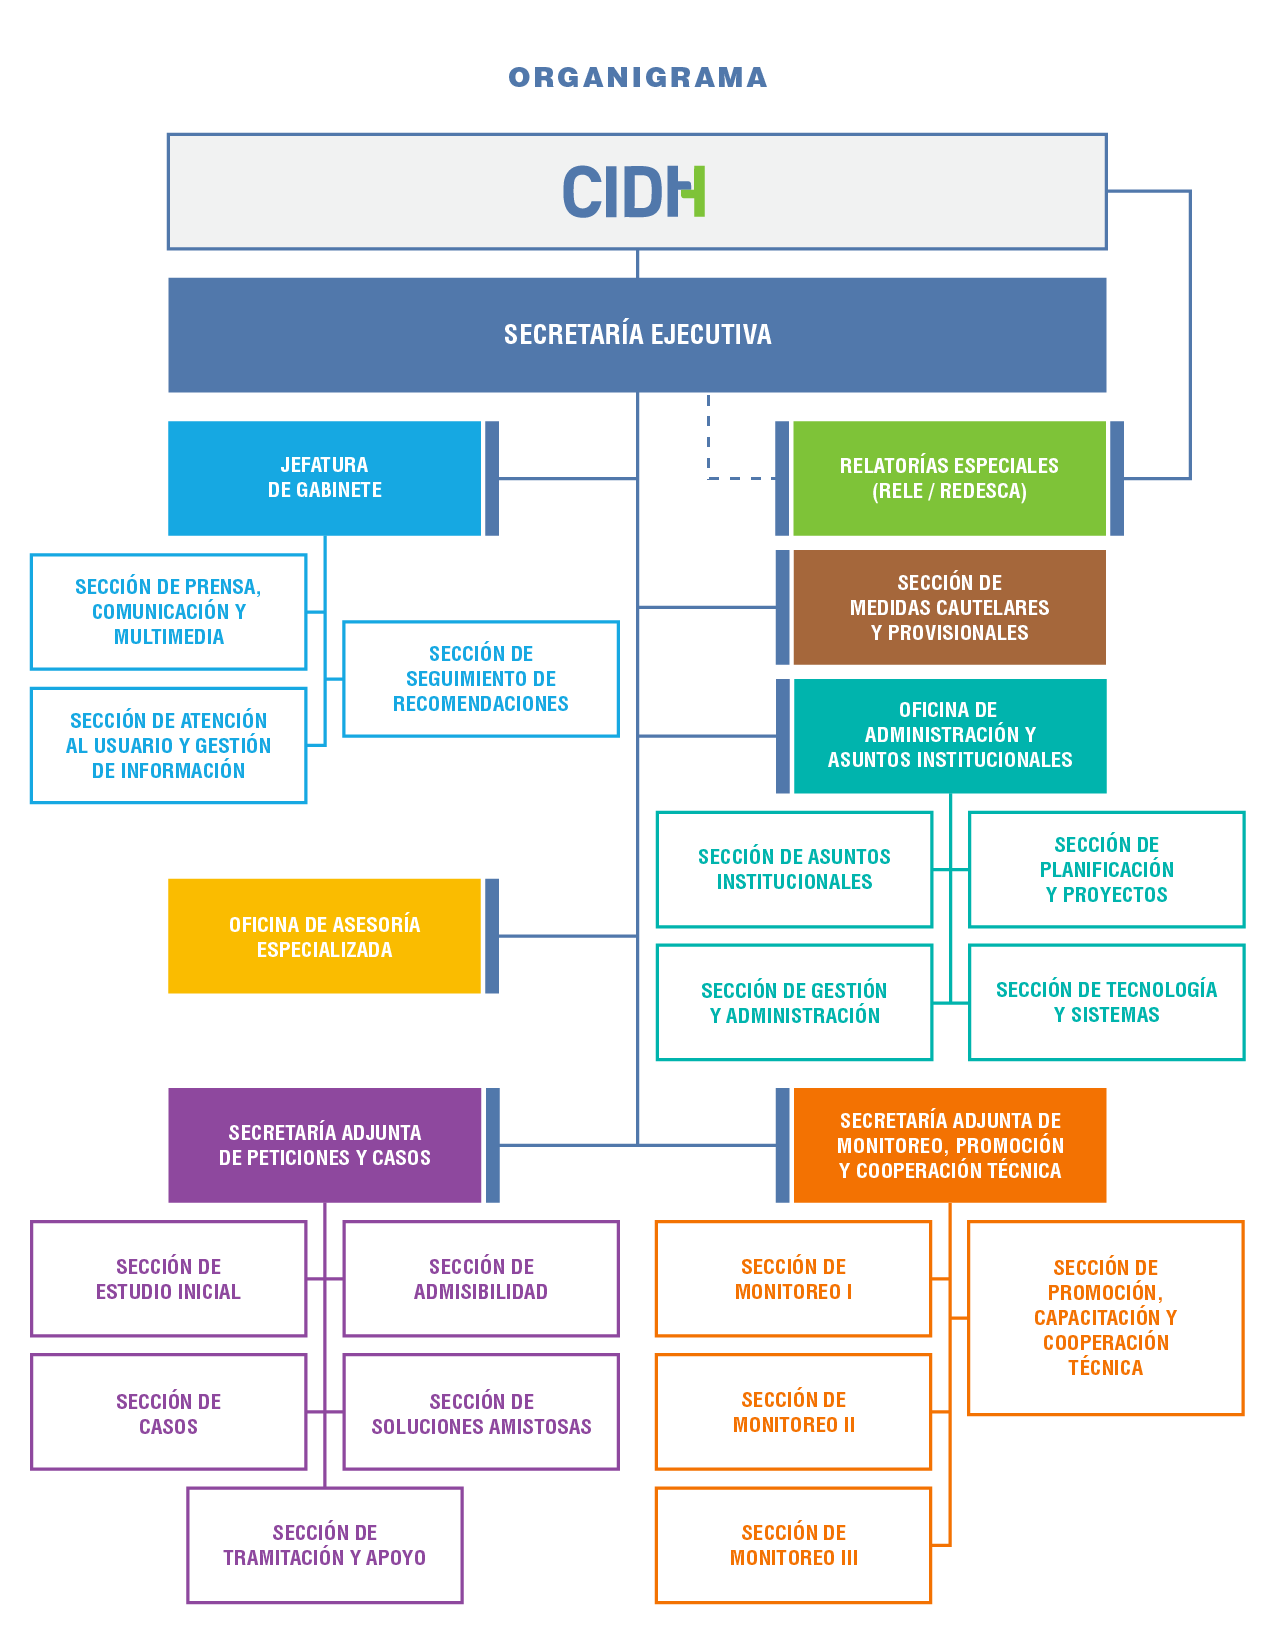 ORGANIGRAMA
CIDH
SECRETARÍA EJECUTIVA
JEFATURA
DE GABINETE
SECCIÓN DE PRENSA,
COMUNICACIÓN Y
MULTIMEDIA
SECCIÓN DE
SEGUIMIENTO DE
RECOMENDACIONES
SECCIÓN DE ATENCIÓN
AL USUARIO Y GESTIÓN
DE INFORMACIÓN
RELATORÍAS ESPECIALES
(RELE / REDESCA)
SECCIÓN DE
MEDIDAS CAUTELARES
Y PROVISIONALES
OFICINA DE
ADMINISTRACIÓN Y
ASUNTOS INSTITUCIONALES
SECCIÓN DE ASUNTOS
INSTITUCIONALES
SECCIÓN DE
PLANIFICACIÓN
Y PROYECTOS
SECCIÓN DE GESTIÓN
Y ADMINISTRACIÓN
SECCIÓN DE TECNOLOGÍA
Y SISTEMAS
OFICINA DE ASESORÍA
ESPECIALIZADA
SECRETARÍA ADJUNTA
DE PETICIONES Y CASOS
SECCIÓN DE
ESTUDIO INICIAL
SECCIÓN DE
ADMISIBILIDAD
SECCIÓN DE
CASOS
SECCIÓN DE
SOLUCIONES AMISTOSAS
SECCIÓN DE
TRAMITACIÓN Y APOYO
SECRETARÍA ADJUNTA DE
MONITOREO, PROMOCIÓN
Y COOPERACIÓN TÉCNICA
SECCIÓN DE
MONITOREO I
SECCIÓN DE
PROMOCIÓN,
CAPACITACIÓN Y
COOPERACIÓN
TÉCNICA
SECCIÓN DE
MONITOREO II
SECCIÓN DE
MONITOREO III